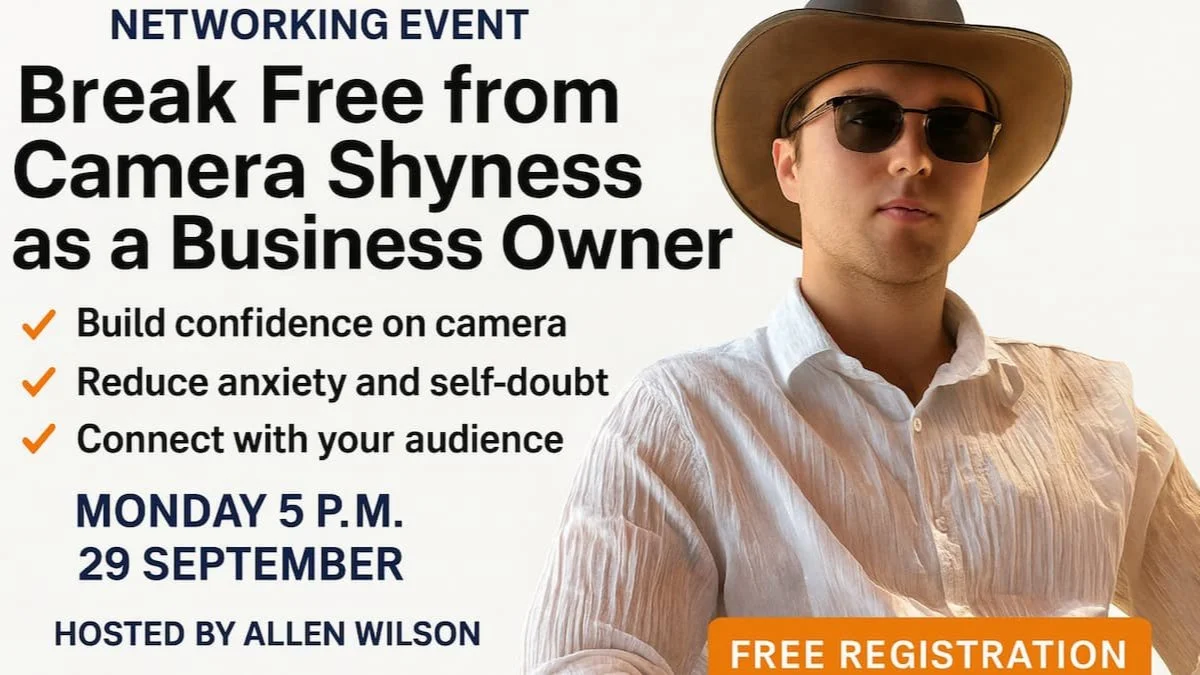 NETWORKING EVENT
Break Free from
Camera Shyness
as a Business Owner
Build confidence on camera
Reduce anxiety and self-doubt
Connect with your audience
MONDAY 5 P.M.
29 SEPTEMBER
HOSTED BY ALLEN WILSON
FREE REGISTRATION